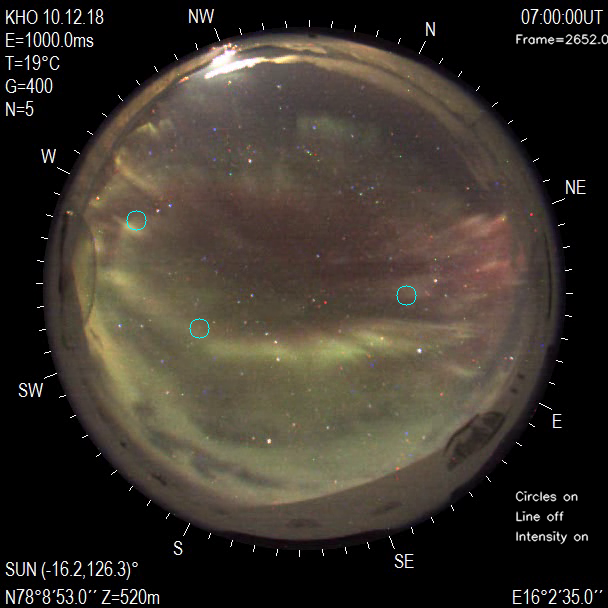 KHO 10.12.18
NW
07:00:00UT
E=1000.0ms
N
Frame=2652.0
T=19°C
G=400
N=5
W
NE
SW
E
Circles on
Line off
Intensity on
S
SE
SUN (-16.2,126.3)°
N78°8´53.0´´ Z=520m
E16°2´35.0´´